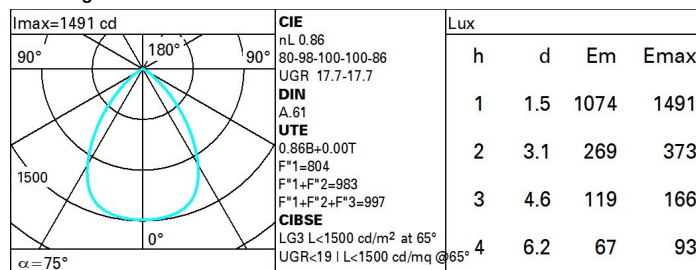 Imax=1491 cd
90° 180° 90°
1500
0°
α=75°
CIE
nL 0.86
80-98-100-100-86
UGR 17.7-17.7
DIN
A.61
UTE
0.86B+0.00T
F"1=804
F"1+F"2=983
F"1+F"2+F"3=997
CIBSE
LG3 L<1500 cd/m² at 65°
UGR<19 | L<1500 cd/mq @65°
Lux
h d Em Emax
1 1.5 1074 1491
2 3.1 269 373
3 4.6 119 166
4 6.2 67 93